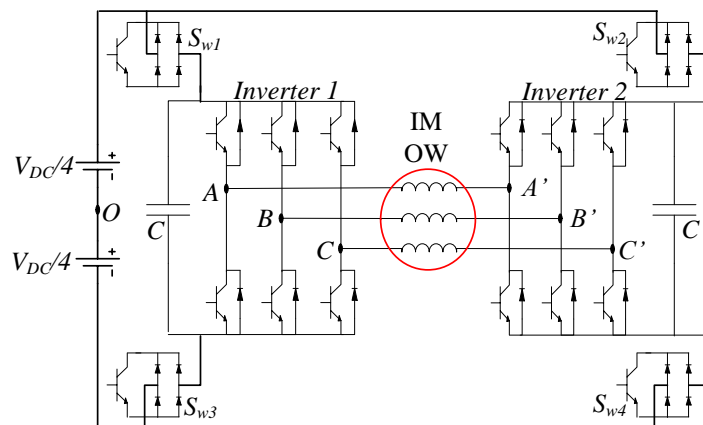 Sw1
Sw2
Inverter 1
Inverter 2
IM
OW
VDC/4
+
-
A
A'
O
C
B
B'
C
C
C'
VDC/4
+
-
Sw3
Sw4